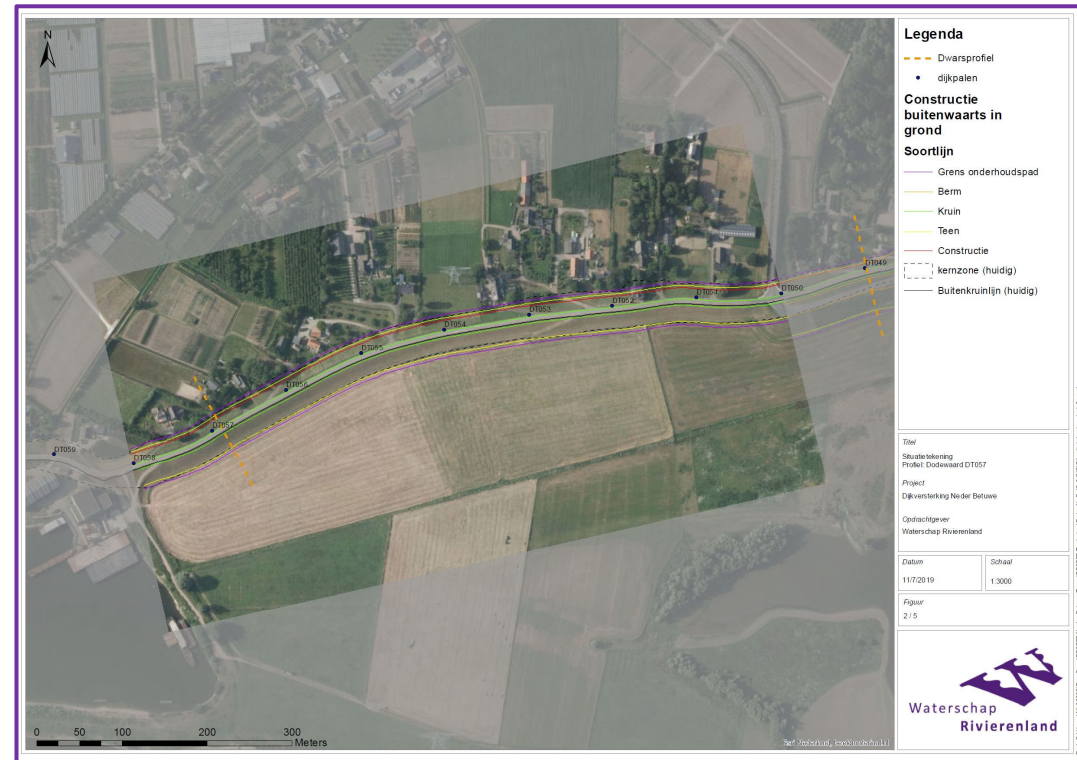 N
DT049
DT050
DT051
DT052
DT053
DT054
DT055
DT056
DT057
DT058
DT059
0 50 100 200 300
Meters
Legenda
Dwarsprofiel
dijkpalen
Constructie
buitenwaarts in
grond
Soortlijn
Grens onderhoudspad
Berm
Kruin
Teen
Constructie
kernzone (huidig)
Buitenkruinlijn (huidig)
Titel
Situatietekening
Profiel: Dodewaard DT057
Project
Dijkversterking Neder Betuwe
Opdrachtgever
Waterschap Rivierenland
Datum
11/7/2019
Schaal
1:3000
Figuur
2 / 5
Waterschap
Rivierenland